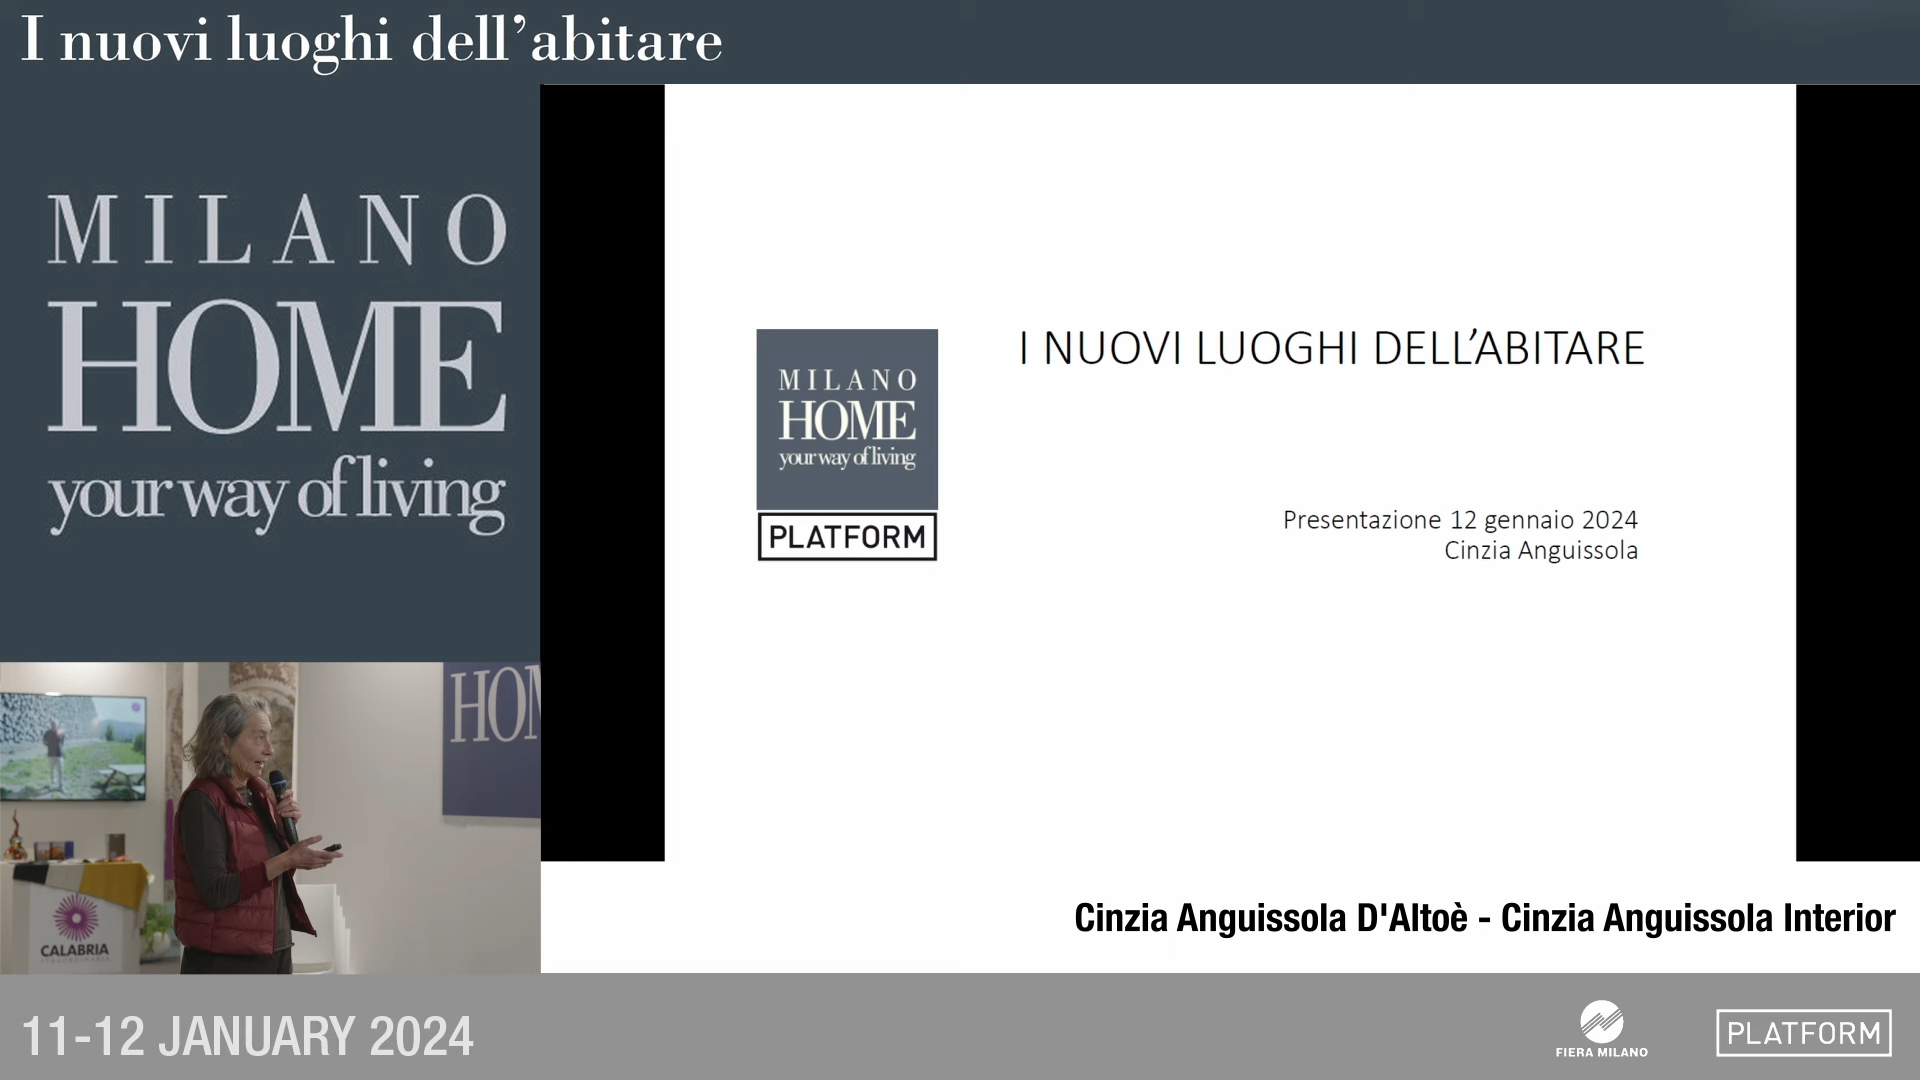 I nuovi luoghi dell'abitare
MILANO
HOME
your way of living
MILANO
HOME
your way of living
PLATFORM
I NUOVI LUOGHI DELL'ABITARE
Presentazione 12 gennaio 2024
Cinzia Anguissola
HOM
CALABRIA
STRAORDINARIA
Cinzia Anguissola D'Altoè - Cinzia Anguissola Interior
11-12 JANUARY 2024
FIERA MILANO
PLATFORM